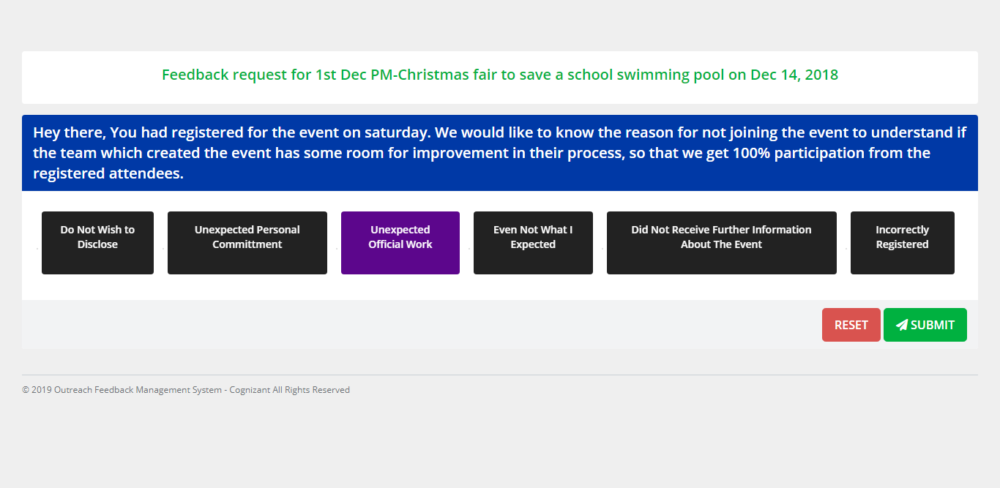 Feedback request for 1st Dec PM-Christmas fair to save a school swimming pool on Dec 14, 2018
Hey there, You had registered for the event on saturday. We would like to know the reason for not joining the event to understand if
the team which created the event has some room for improvement in their process, so that we get 100% participation from the
registered attendees.
Do Not Wish to
Disclose
Unexpected Personal
Committment
Unexpected
Official Work
Even Not What I
Expected
Did Not Receive Further Information
About The Event
Incorrectly
Registered
RESET
SUBMIT
© 2019 Outreach Feedback Management System - Cognizant All Rights Reserved